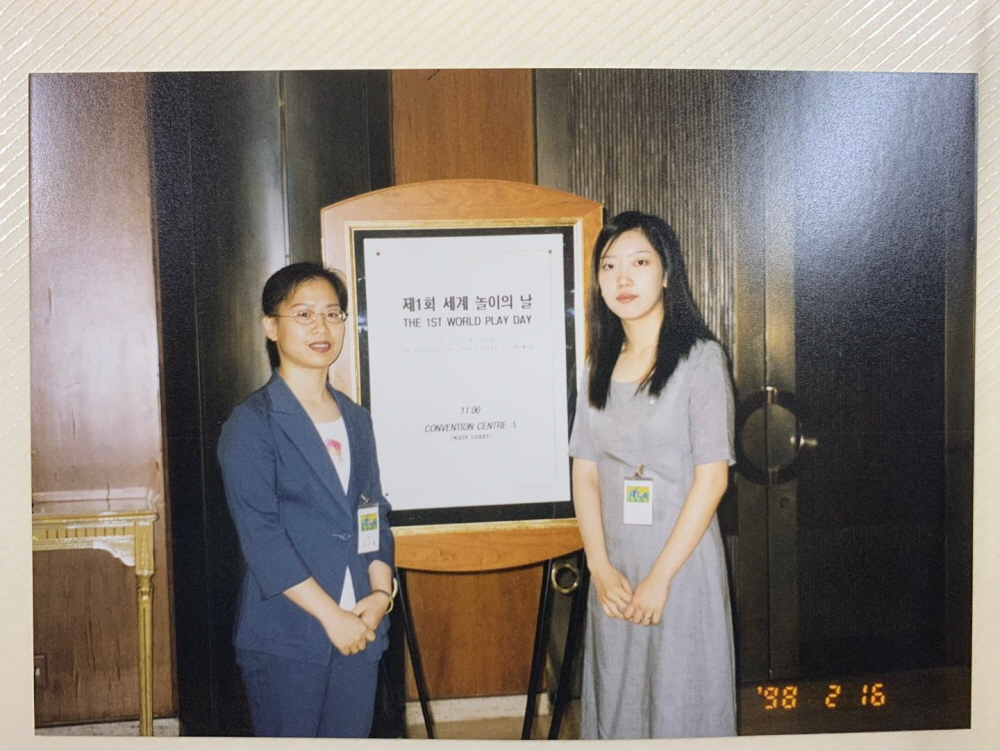 제1회 세계 놀이의 날
THE 1ST WORLD PLAY DAY
11:00
CONVENTION CENTRE
(MAIN LOBBY)
'98 2 16